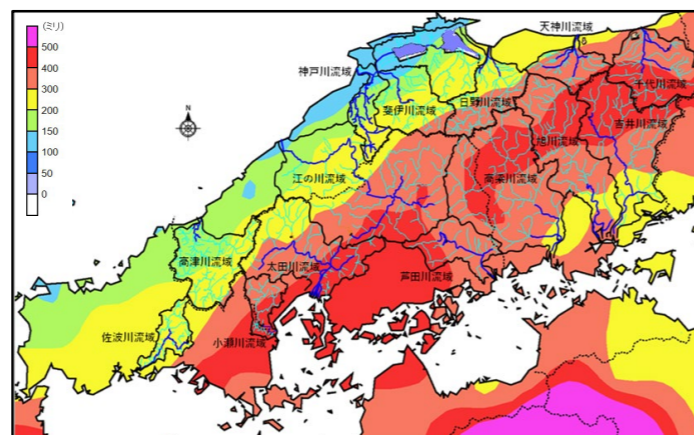 (ミリ)
500
400
300
200
150
100
50
0
N
天神川流域
神戸川流域
斐伊川流域
日野川流域
千代川流域
吉井川流域
旭川流域
江の川流域
高梁川流域
高津川流域
太田川流域
芦田川流域
佐波川流域
小瀬川流域